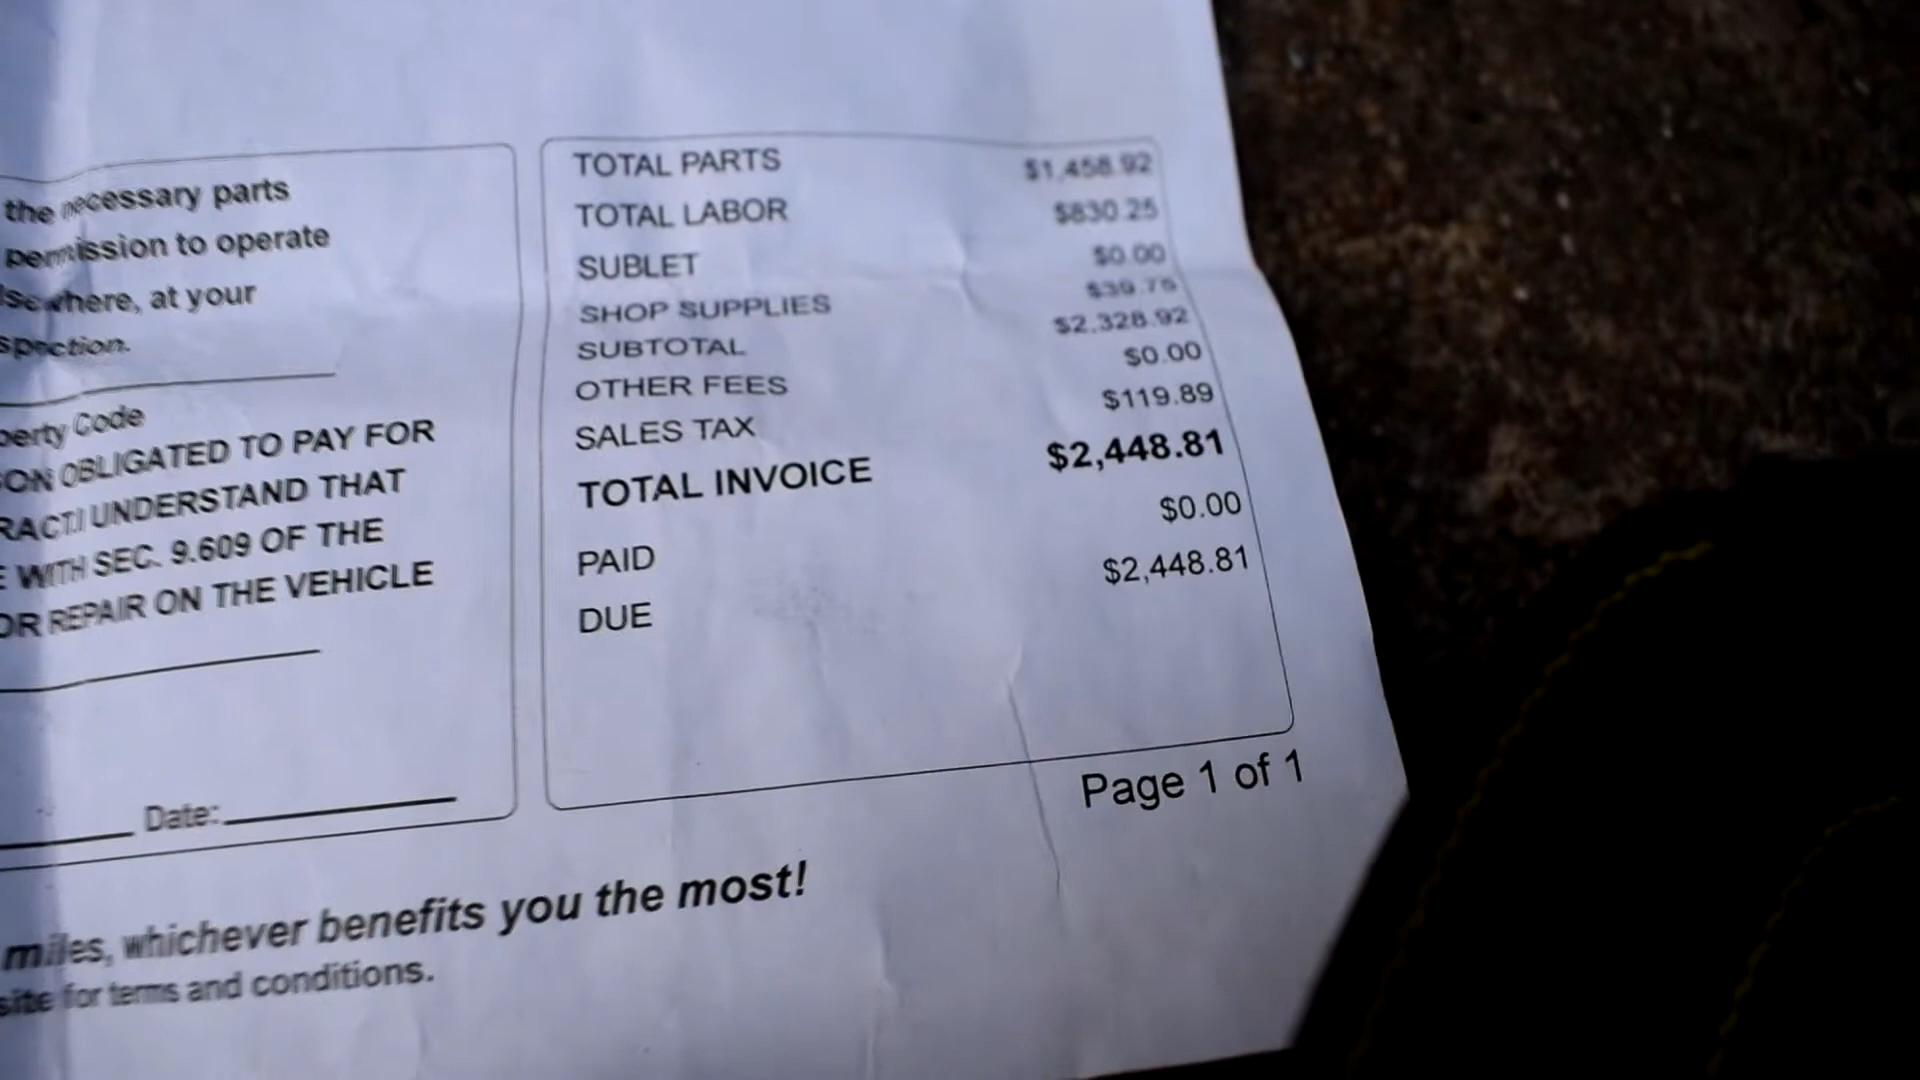 the necessary parts
permission to operate
lsewhere, at your
spection.
perty Code
ON OBLIGATED TO PAY FOR
RACT. I UNDERSTAND THAT
E WITH SEC. 9.609 OF THE
OR REPAIR ON THE VEHICLE
Date:
TOTAL PARTS $1,458.92
TOTAL LABOR $830.25
SUBLET $0.00
SHOP SUPPLIES $39.75
SUBTOTAL $2,328.92
OTHER FEES $0.00
SALES TAX $119.89
TOTAL INVOICE $2,448.81
PAID $0.00
DUE $2,448.81
Page 1 of 1
miles, whichever benefits you the most!
site for terms and conditions.